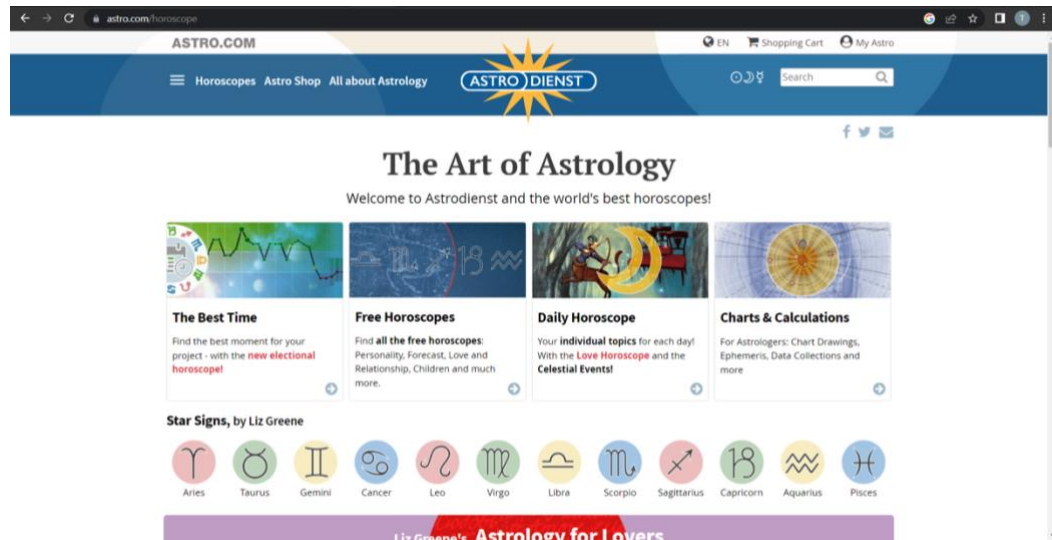 astro.com/horoscope
T
ASTRO.COM
EN Shopping Cart My Astro
Horoscopes Astro Shop All about Astrology
ASTRO DIENST
Search
The Art of Astrology
Welcome to Astrodienst and the world's best horoscopes!
The Best Time
Find the best moment for your
project - with the new electional
horoscope!
Free Horoscopes
Find all the free horoscopes:
Personality, Forecast, Love and
Relationship, Children and much
more.
Daily Horoscope
Your individual topics for each day!
With the Love Horoscope and the
Celestial Events!
Charts & Calculations
For Astrologers: Chart Drawings,
Ephemeris, Data Collections and
more
Star Signs, by Liz Greene
Aries Taurus Gemini Cancer Leo Virgo Libra Scorpio Sagittarius Capricorn Aquarius Pisces
Liz Greene's Astrology for Lovers